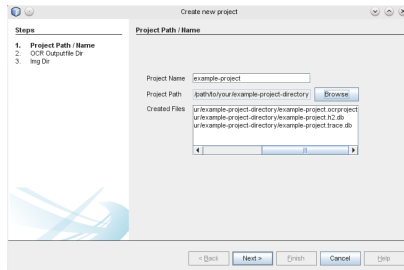 Create new project
Steps
1. Project Path / Name
2. OCR Outputfile Dir
3. Img Dir
Project Path / Name
Project Name example-project
Project Path /path/to/your/example-project-directory Browse
Created Files ur/example-project-directory/example-project.ocrproject
ur/example-project-directory/example-project.h2.db
ur/example-project-directory/example-project.trace.db
< Back Next > Finish Cancel Help